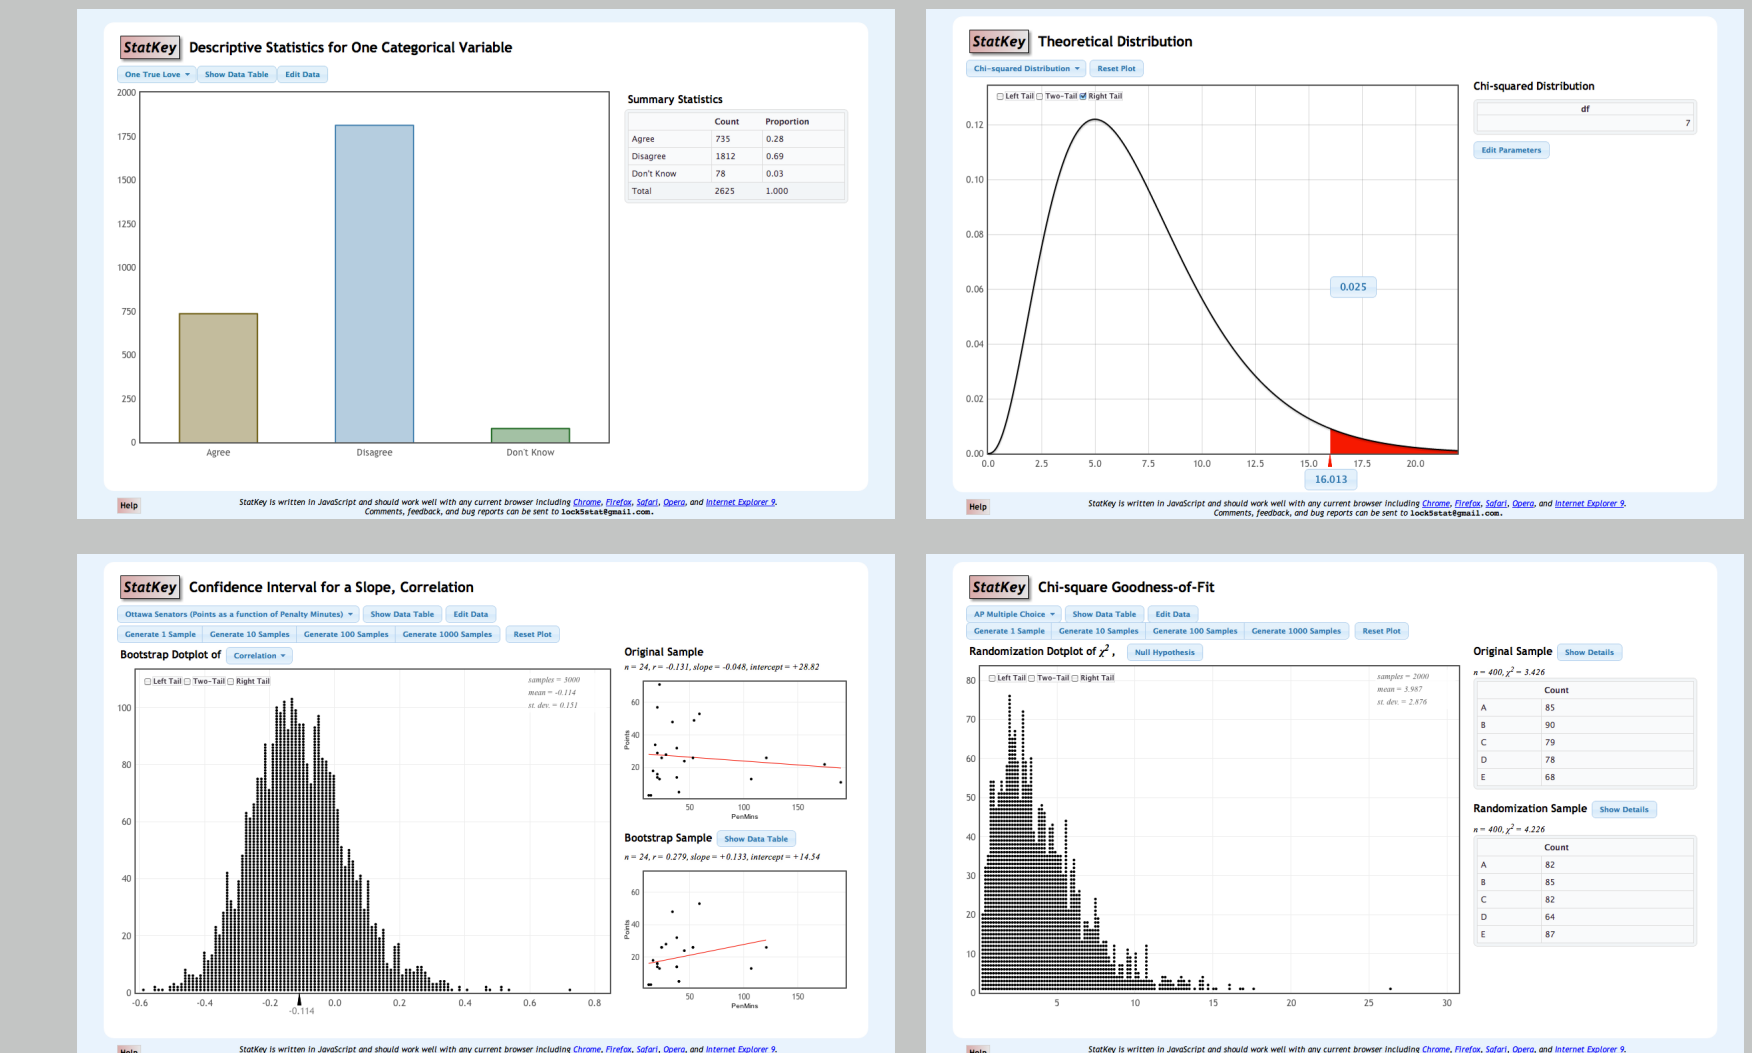 StatKey Descriptive Statistics for One Categorical Variable
One True Love Show Data Table Edit Data
2000
1750
1500
1250
1000
750
500
250
0
Agree Disagree Don't Know
Summary Statistics
Count Proportion
Agree 735 0.28
Disagree 1812 0.69
Don't Know 78 0.03
Total 2625 1.000
Help
StatKey is written in JavaScript and should work well with any current browser including Chrome, Firefox, Safari, Opera, and Internet Explorer 9.
Comments, feedback, and bug reports can be sent to lock5stat@gmail.com.
StatKey Theoretical Distribution
Chi-squared Distribution Reset Plot
Left Tail Two-Tail Right Tail
0.12
0.10
0.08
0.06
0.04
0.02
0.00
0.0 2.5 5.0 7.5 10.0 12.5 15.0 17.5 20.0
0.025
16.013
Chi-squared Distribution
df
7
Edit Parameters
Help
StatKey is written in JavaScript and should work well with any current browser including Chrome, Firefox, Safari, Opera, and Internet Explorer 9.
Comments, feedback, and bug reports can be sent to lock5stat@gmail.com.
StatKey Confidence Interval for a Slope, Correlation
Ottawa Senators (Points as a function of Penalty Minutes) Show Data Table Edit Data
Generate 1 Sample Generate 10 Samples Generate 100 Samples Generate 1000 Samples Reset Plot
Bootstrap Dotplot of Correlation
Left Tail Two-Tail Right Tail
samples = 3000
mean = -0.114
st. dev. = 0.151
100
80
60
40
20
0
-0.6 -0.4 -0.2 0.0 0.2 0.4 0.6 0.8
-0.114
Original Sample
n = 24, r = -0.131, slope = -0.048, intercept = +28.82
Points
60
40
20
50 100 150
PenMins
Bootstrap Sample Show Data Table
n = 24, r = 0.279, slope = +0.133, intercept = +14.54
Points
60
40
20
50 100 150
PenMins
Help
StatKey is written in JavaScript and should work well with any current browser including Chrome, Firefox, Safari, Opera, and Internet Explorer 9.
StatKey Chi-square Goodness-of-Fit
AP Multiple Choice Show Data Table Edit Data
Generate 1 Sample Generate 10 Samples Generate 100 Samples Generate 1000 Samples Reset Plot
Randomization Dotplot of χ², Null Hypothesis
Left Tail Two-Tail Right Tail
samples = 2000
mean = 3.987
st. dev. = 2.876
80
70
60
50
40
30
20
10
0
5 10 15 20 25 30
Original Sample Show Details
n = 400, χ² = 3.426
Count
A 85
B 90
C 79
D 78
E 68
Randomization Sample Show Details
n = 400, χ² = 4.226
Count
A 82
B 85
C 82
D 64
E 87
Help
StatKey is written in JavaScript and should work well with any current browser including Chrome, Firefox, Safari, Opera, and Internet Explorer 9.